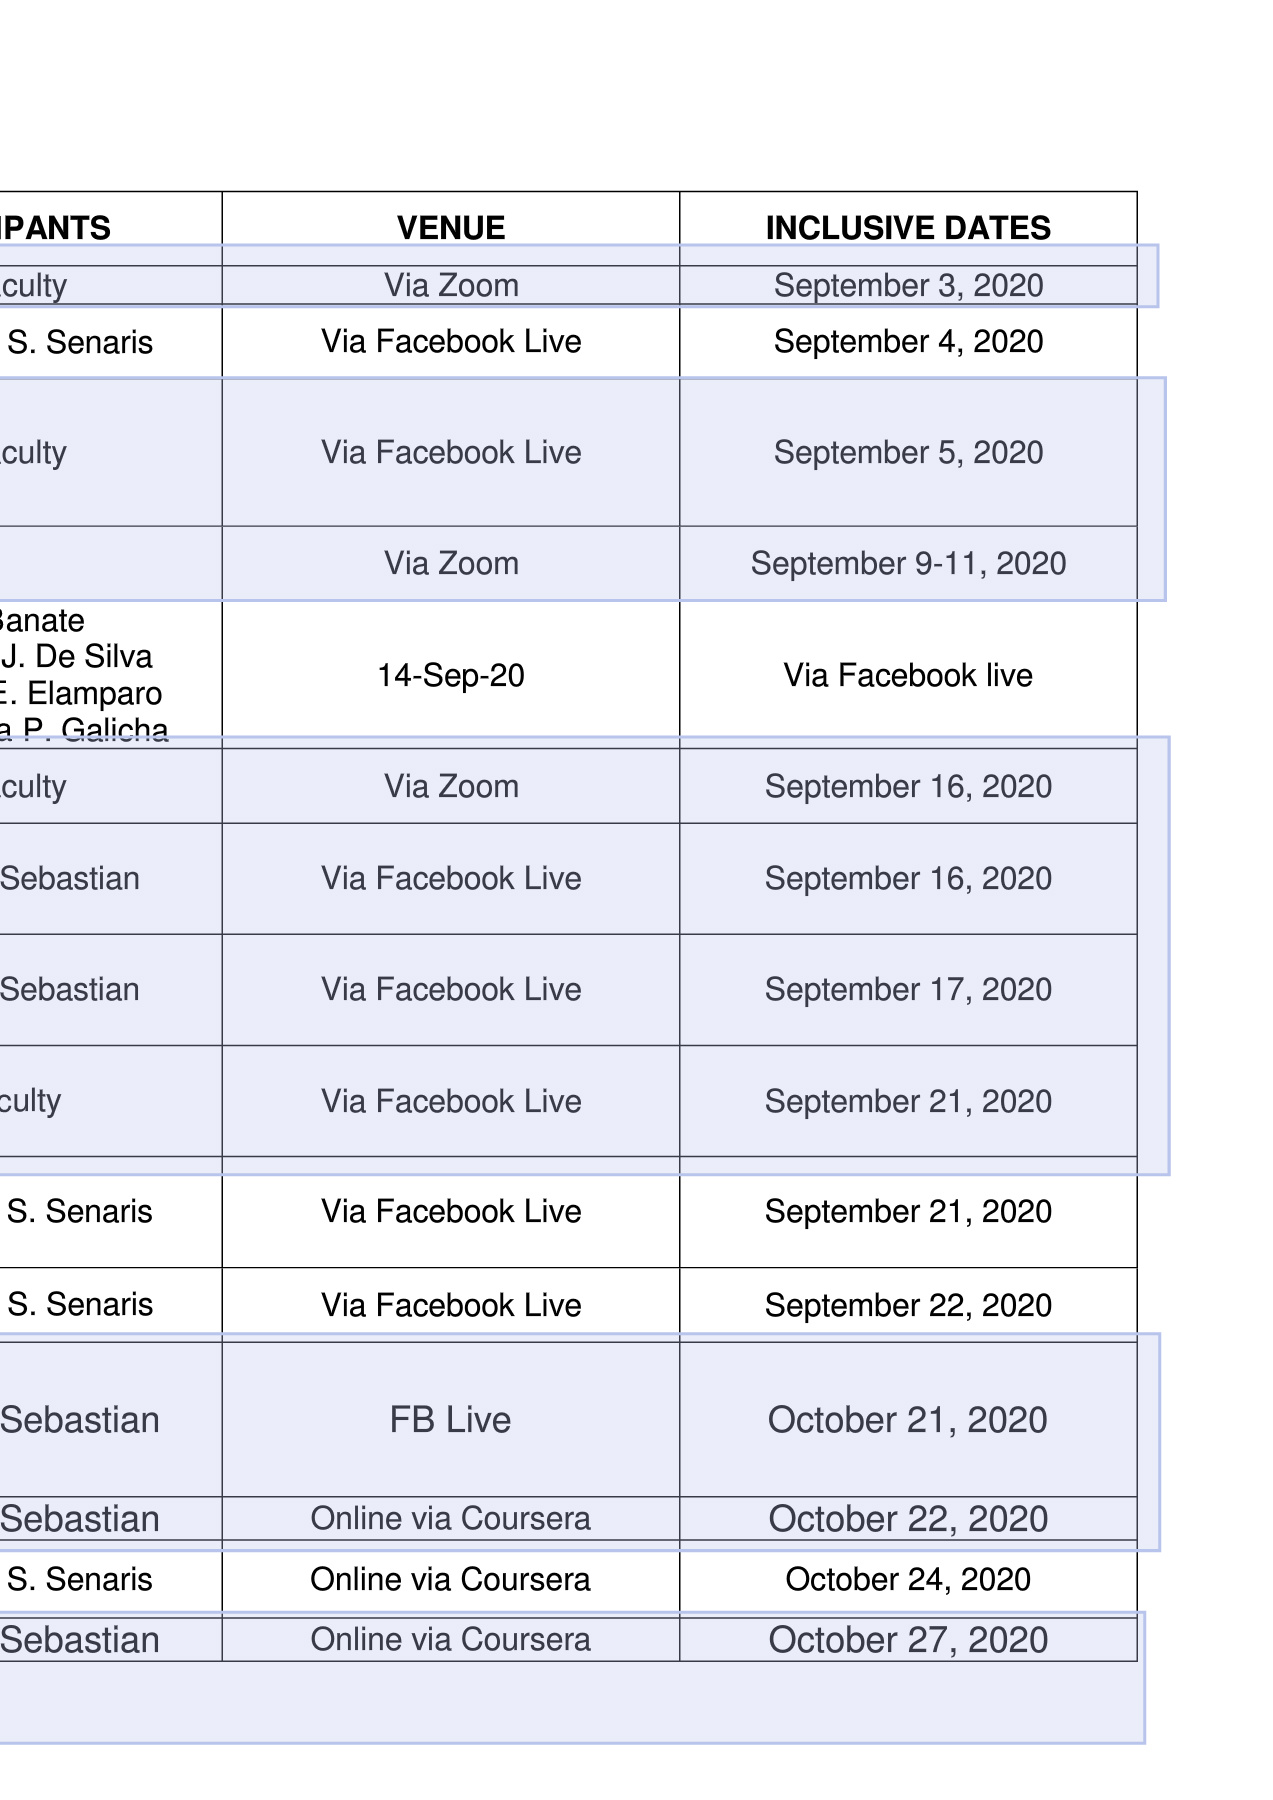 IPANTS VENUE INCLUSIVE DATES
culty Via Zoom September 3, 2020
S. Senaris Via Facebook Live September 4, 2020
culty Via Facebook Live September 5, 2020
Via Zoom September 9-11, 2020
Banate
J. De Silva
E. Elamparo
a P. Galicha
14-Sep-20 Via Facebook live
culty Via Zoom September 16, 2020
Sebastian Via Facebook Live September 16, 2020
Sebastian Via Facebook Live September 17, 2020
culty Via Facebook Live September 21, 2020
S. Senaris Via Facebook Live September 21, 2020
S. Senaris Via Facebook Live September 22, 2020
Sebastian FB Live October 21, 2020
Sebastian Online via Coursera October 22, 2020
S. Senaris Online via Coursera October 24, 2020
Sebastian Online via Coursera October 27, 2020